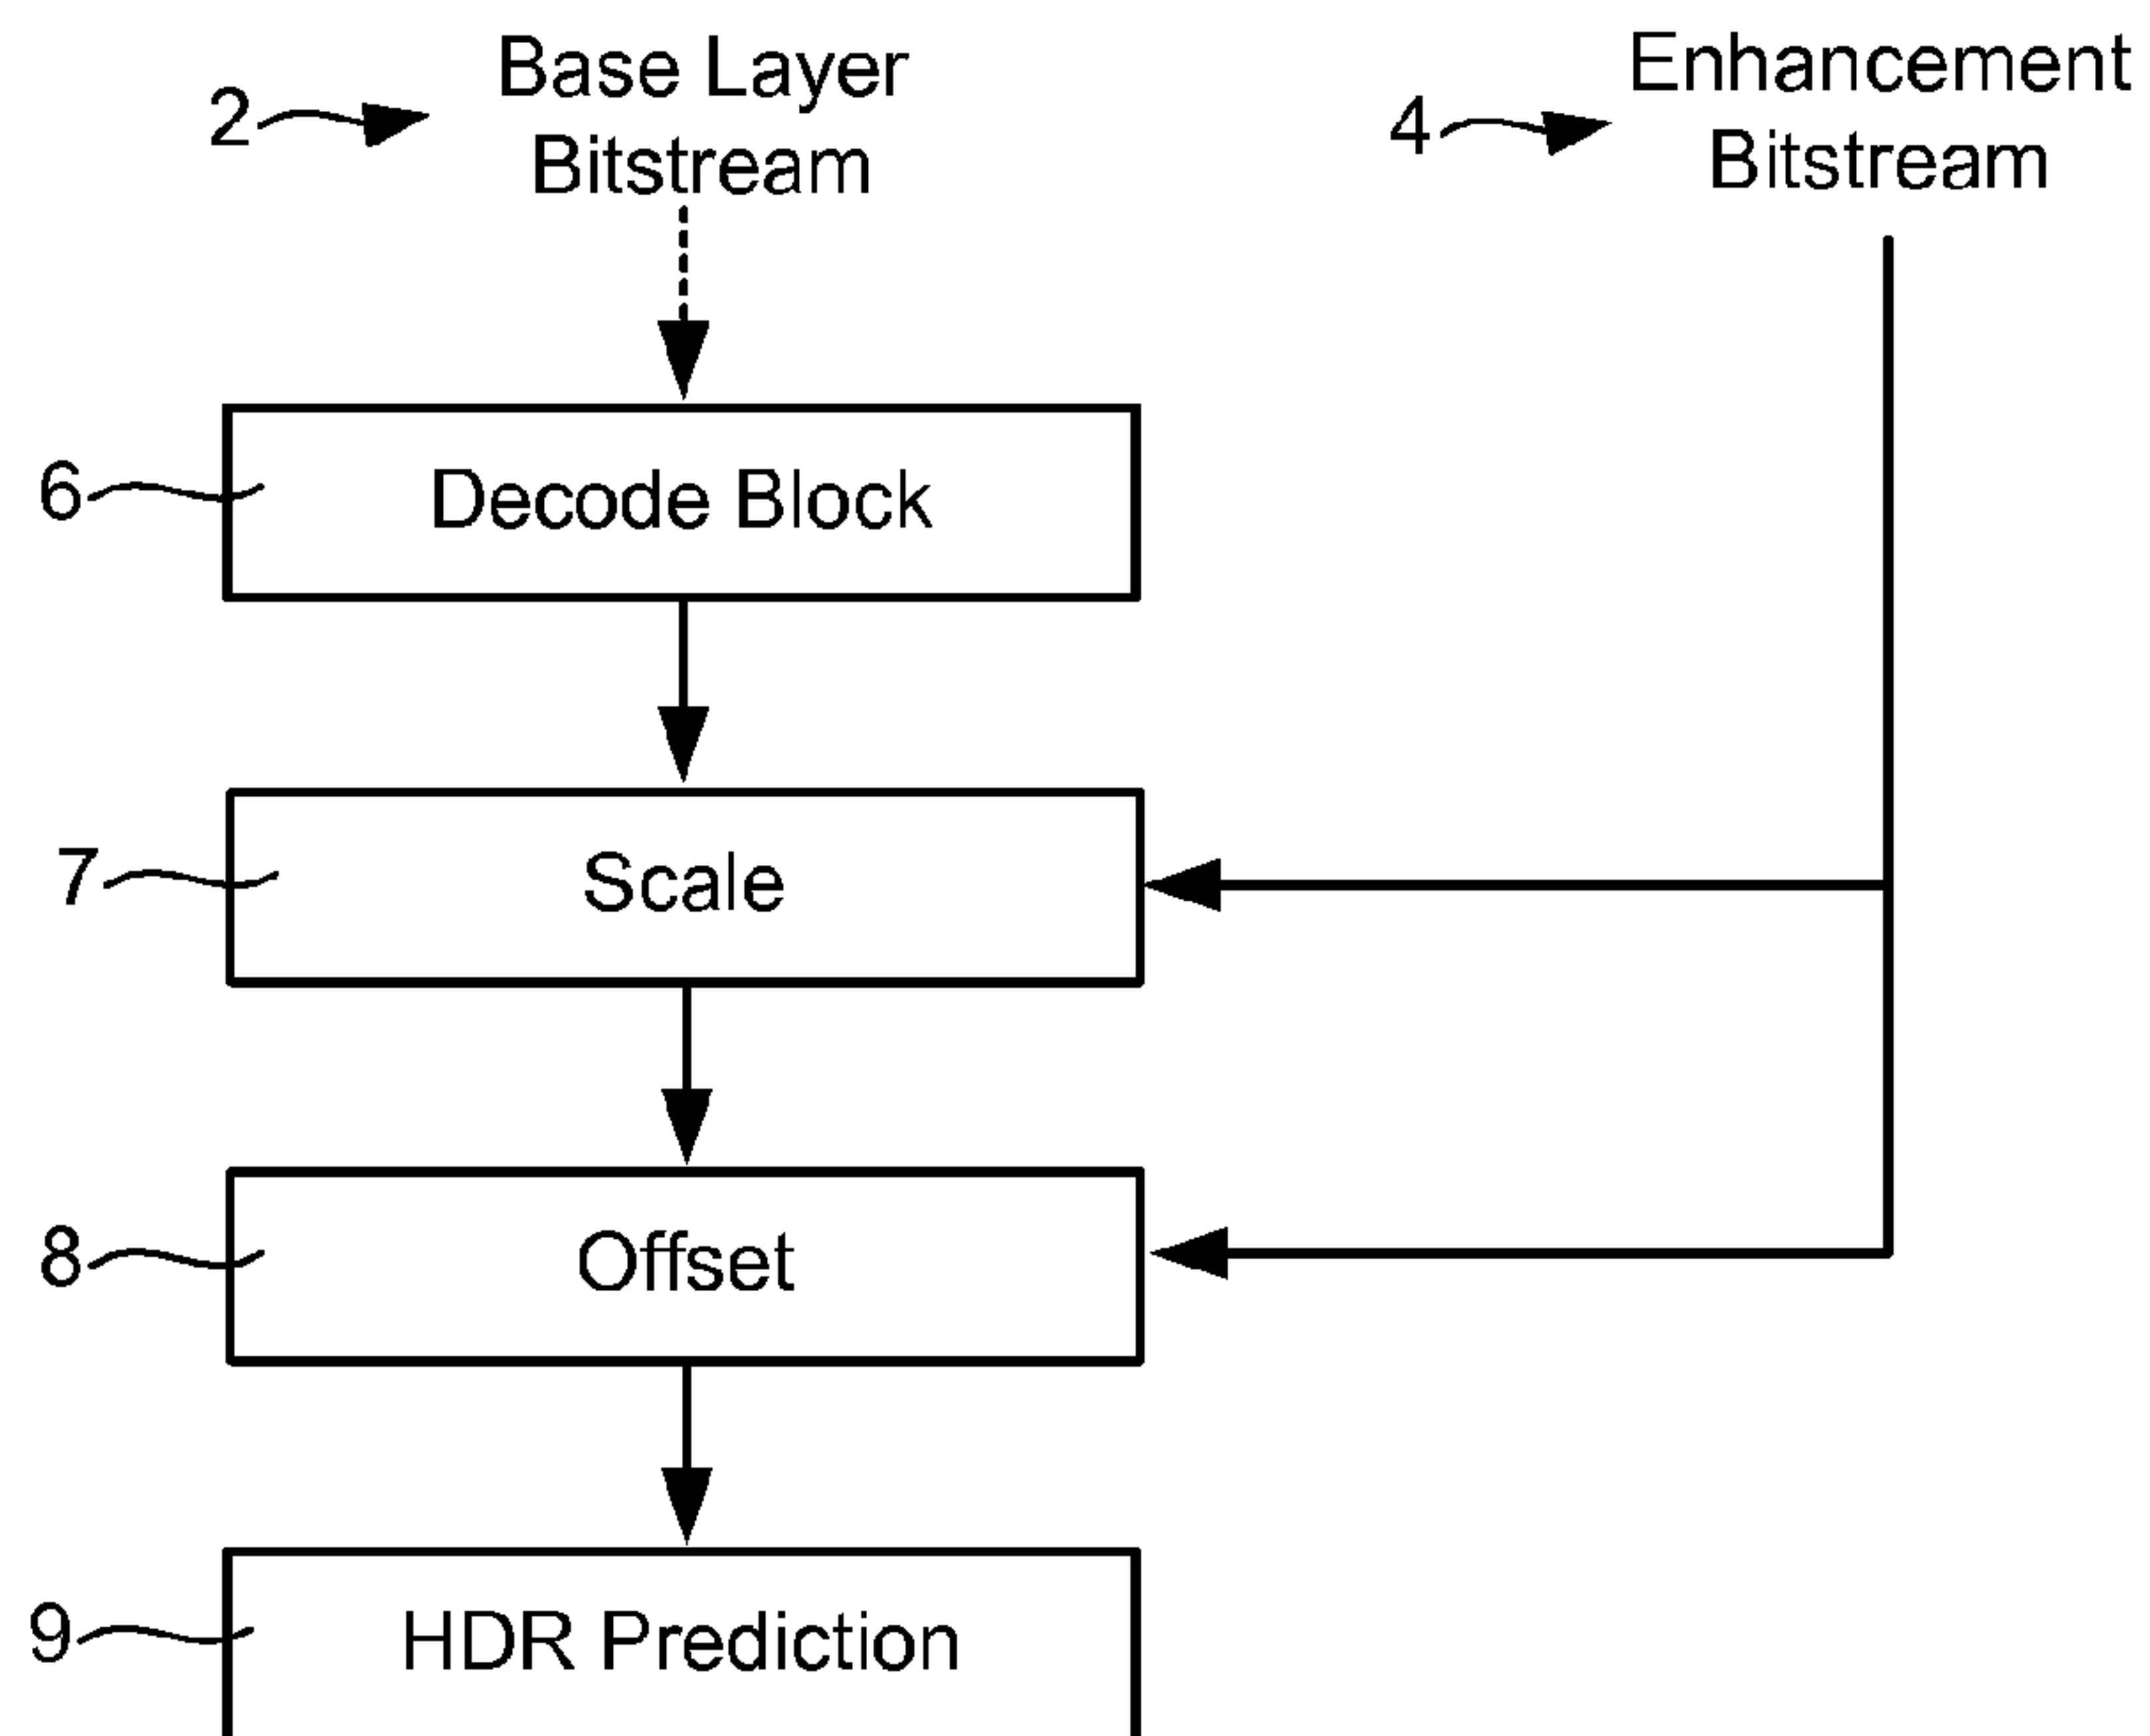 2
Base Layer
Bitstream
4
Enhancement
Bitstream
6
Decode Block
7
Scale
8
Offset
9
HDR Prediction